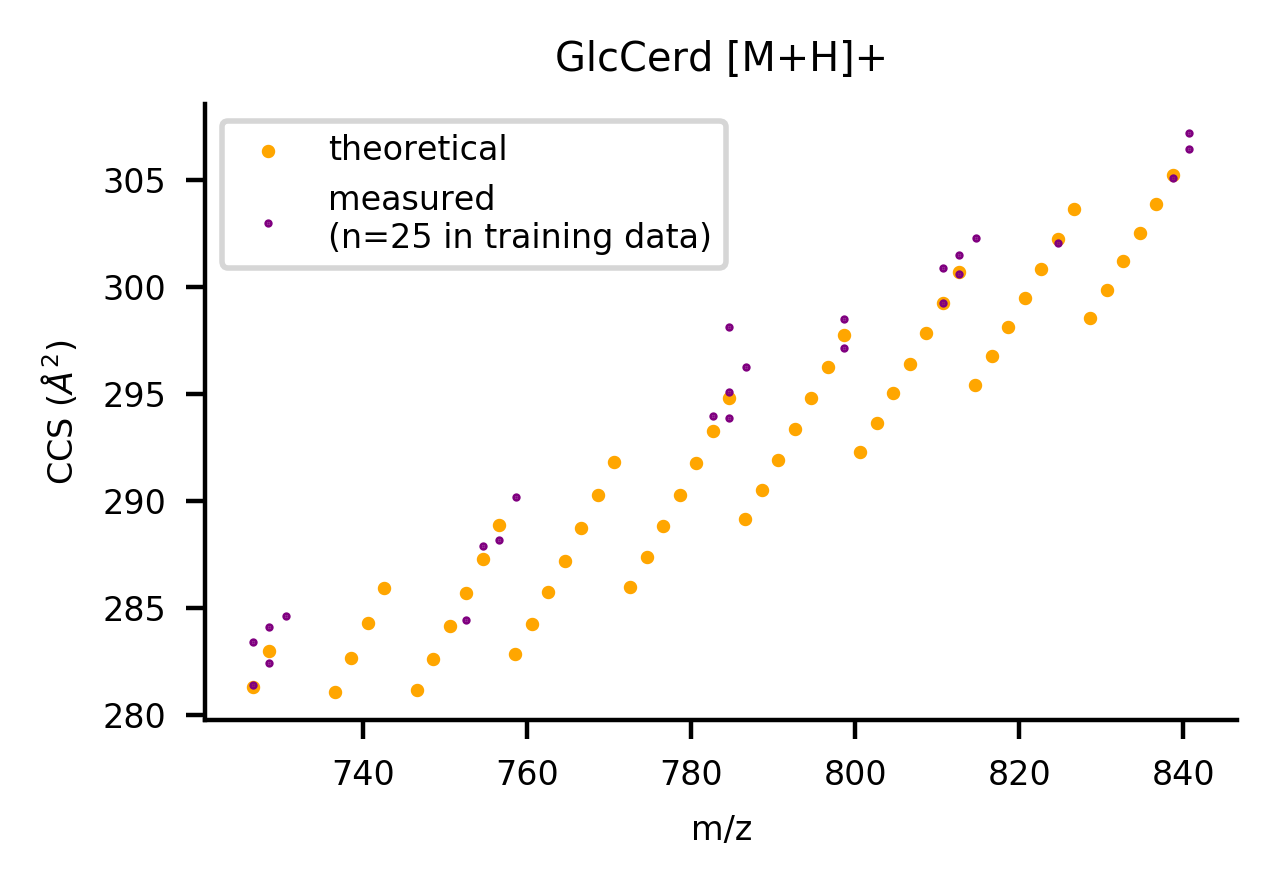 GlcCerd [M+H]+
theoretical
measured
(n=25 in training data)
CCS (Å²)
305
300
295
290
285
280
740
760
780
800
820
840
m/z